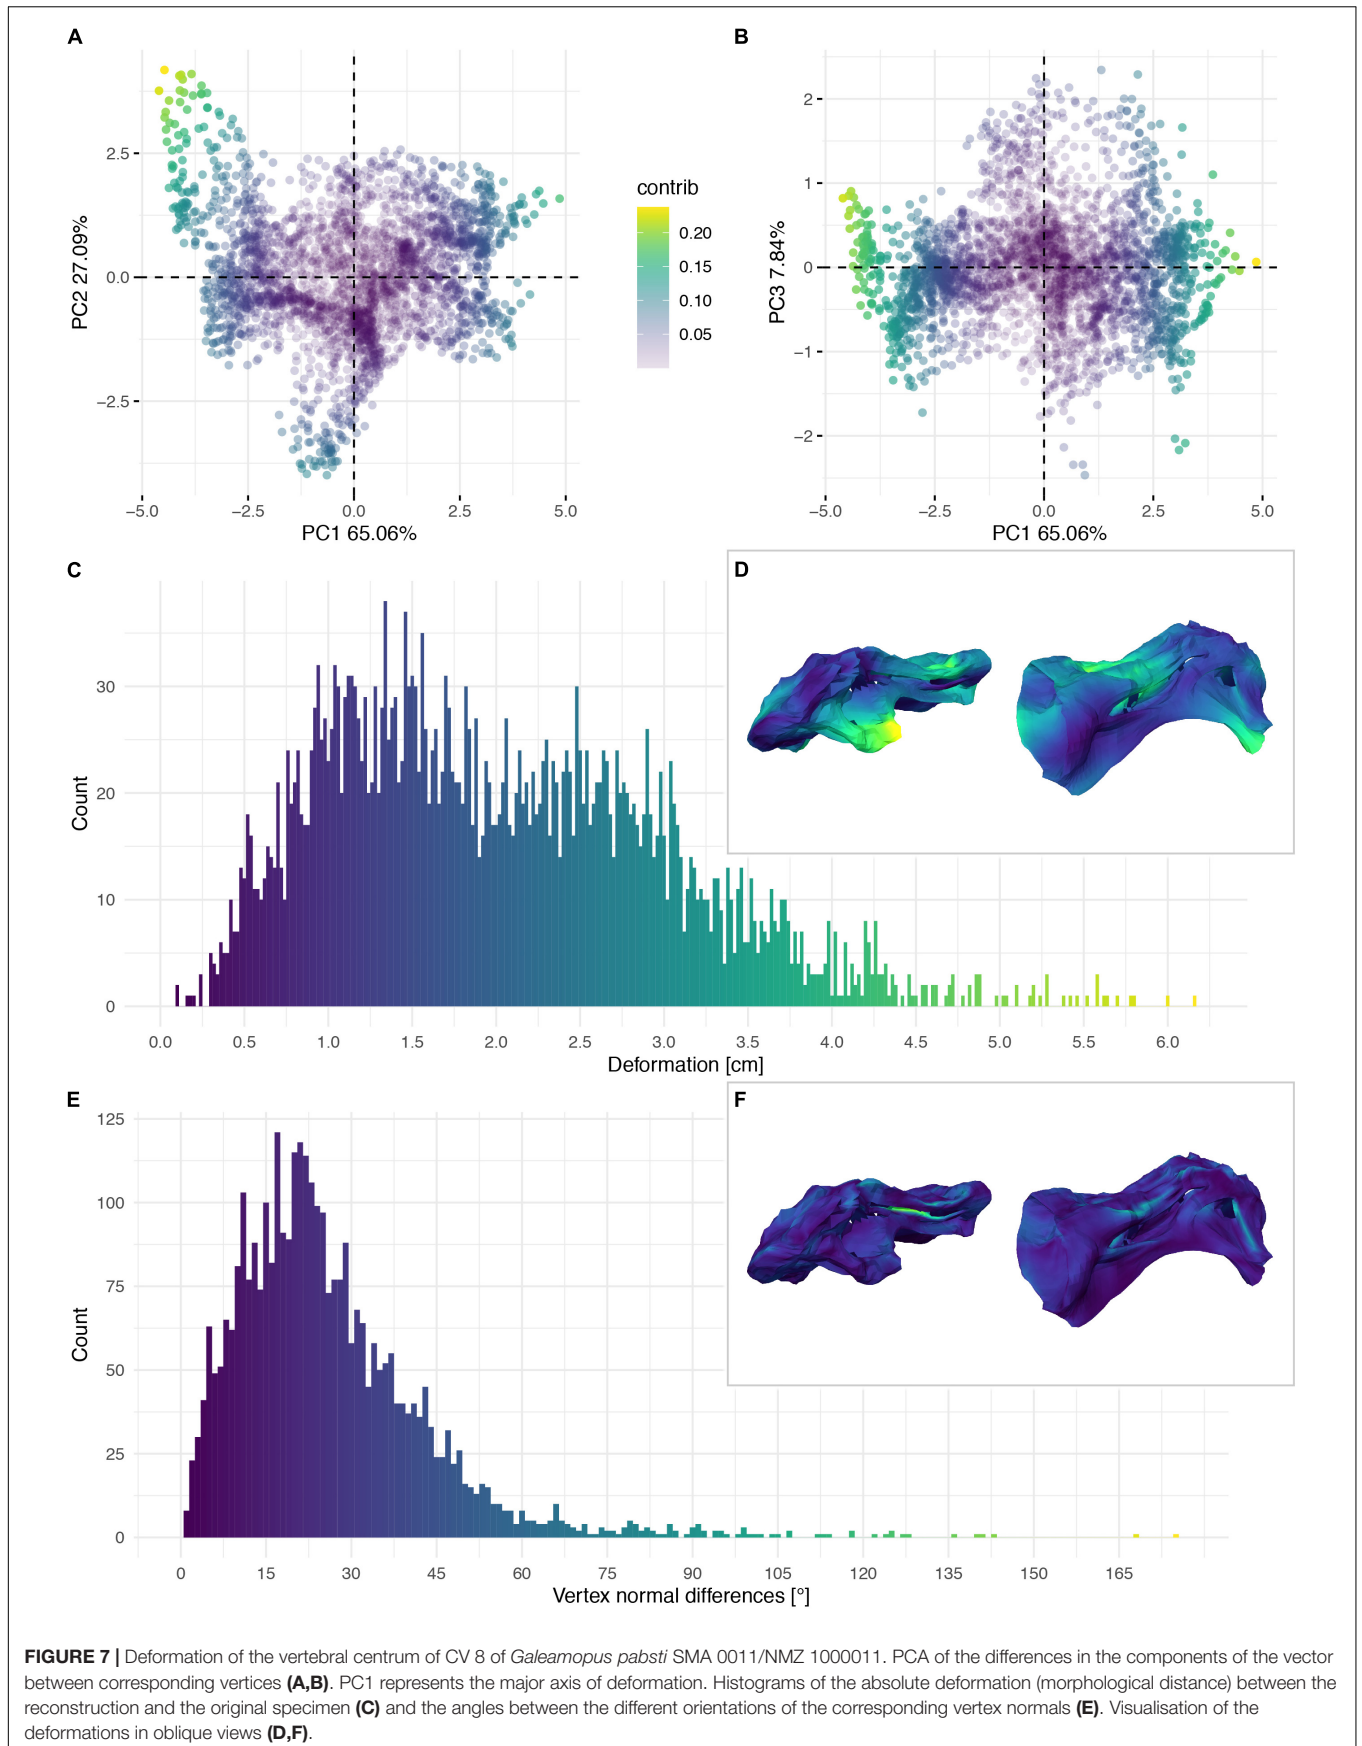 A
B
2.5
0.0
−2.5
PC2 27.09%
−5.0 −2.5 0.0 2.5 5.0
PC1 65.06%
contrib
0.20
0.15
0.10
0.05
2
1
0
−1
−2
PC3 7.84%
−5.0 −2.5 0.0 2.5 5.0
PC1 65.06%
C
D
30
20
10
0
Count
0.0 0.5 1.0 1.5 2.0 2.5 3.0 3.5 4.0 4.5 5.0 5.5 6.0
Deformation [cm]
E
F
125
100
75
50
25
0
Count
0 15 30 45 60 75 90 105 120 135 150 165
Vertex normal differences [°]
FIGURE 7 | Deformation of the vertebral centrum of CV 8 of Galeamopus pabsti SMA 0011/NMZ 1000011. PCA of the differences in the components of the vector
between corresponding vertices (A,B). PC1 represents the major axis of deformation. Histograms of the absolute deformation (morphological distance) between the
reconstruction and the original specimen (C) and the angles between the different orientations of the corresponding vertex normals (E). Visualisation of the
deformations in oblique views (D,F).